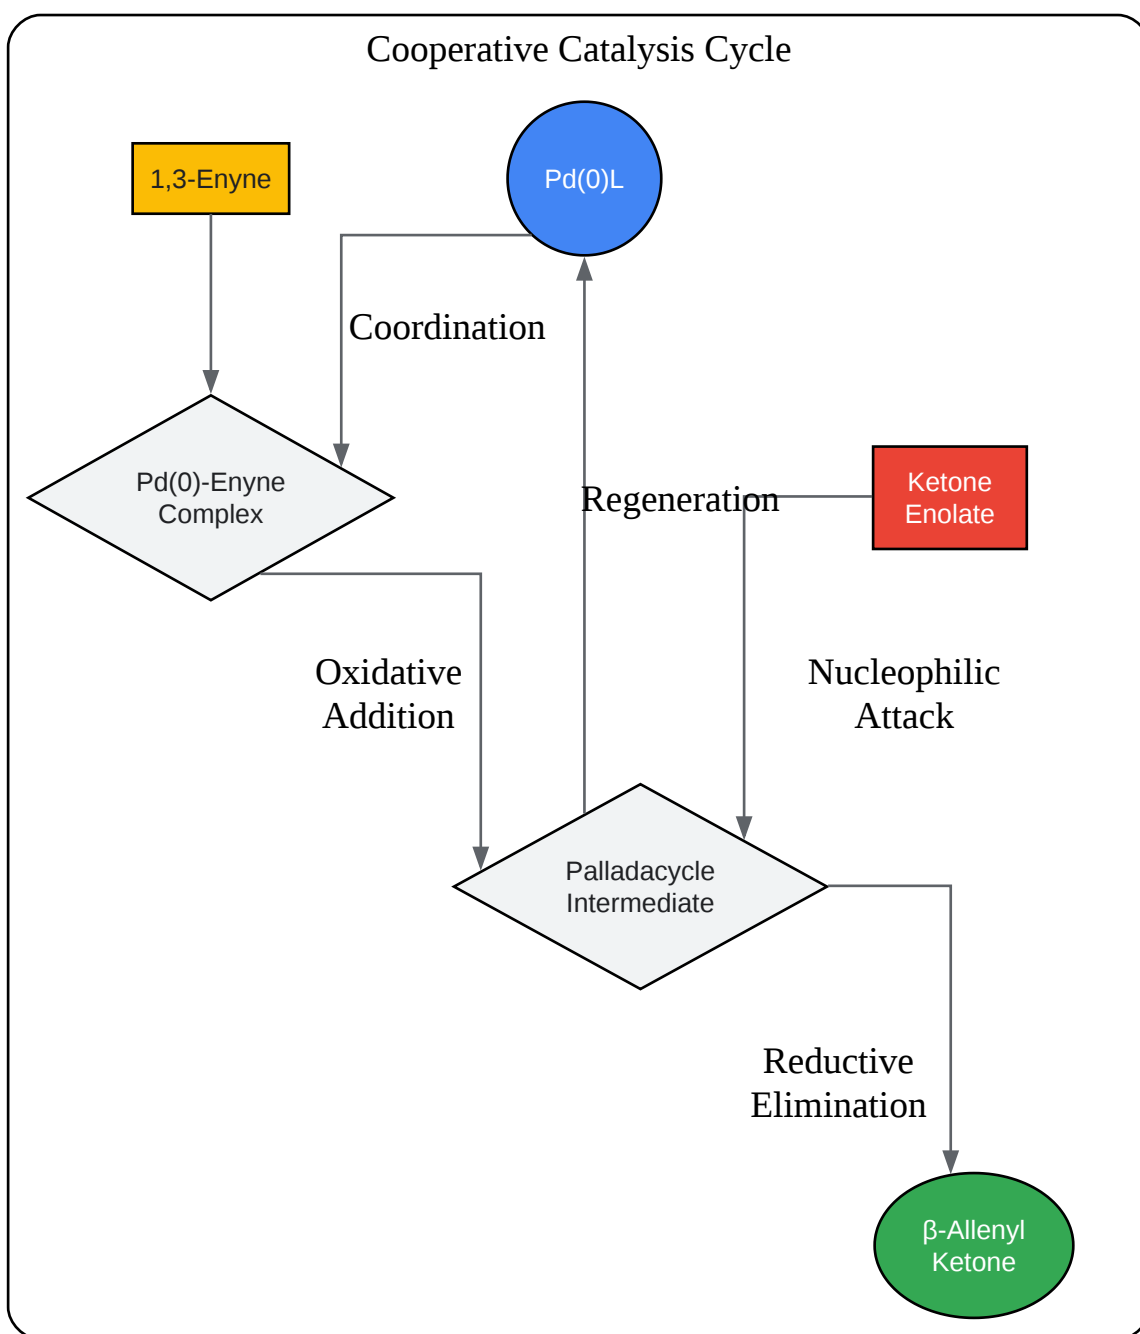 Cooperative Catalysis Cycle
1,3-Enyne
Pd(0)L
Coordination
Pd(0)-Enyne
Complex
Regeneration
Ketone
Enolate
Oxidative
Addition
Nucleophilic
Attack
Palladacycle
Intermediate
Reductive
Elimination
β-Allenyl
Ketone